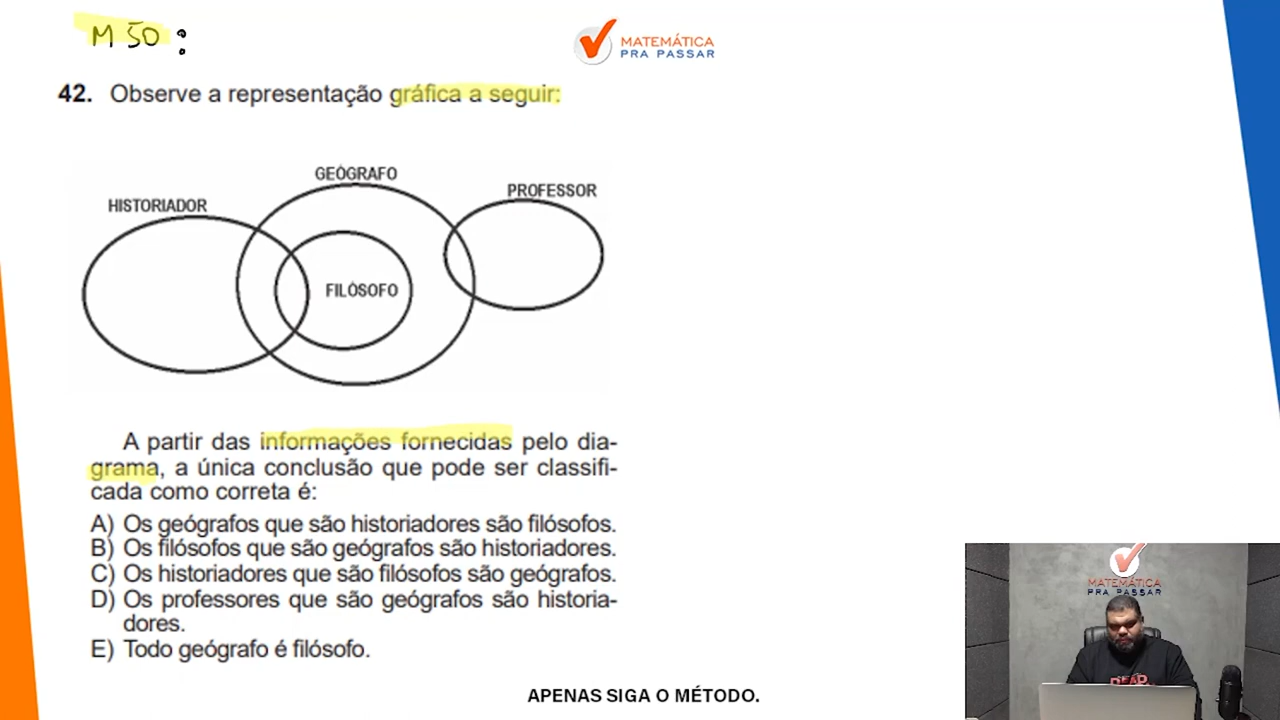 M 50:
MATEMÁTICA
PRA PASSAR
42. Observe a representação gráfica a seguir:
GEÓGRAFO
PROFESSOR
HISTORIADOR
FILÓSOFO
A partir das informações fornecidas pelo dia-
grama, a única conclusão que pode ser classifi-
cada como correta é:
A) Os geógrafos que são historiadores são filósofos.
B) Os filósofos que são geógrafos são historiadores.
C) Os historiadores que são filósofos são geógrafos.
D) Os professores que são geógrafos são historia-
dores.
E) Todo geógrafo é filósofo.
MATEMÁTICA
PRA PASSAR
APENAS SIGA O MÉTODO.